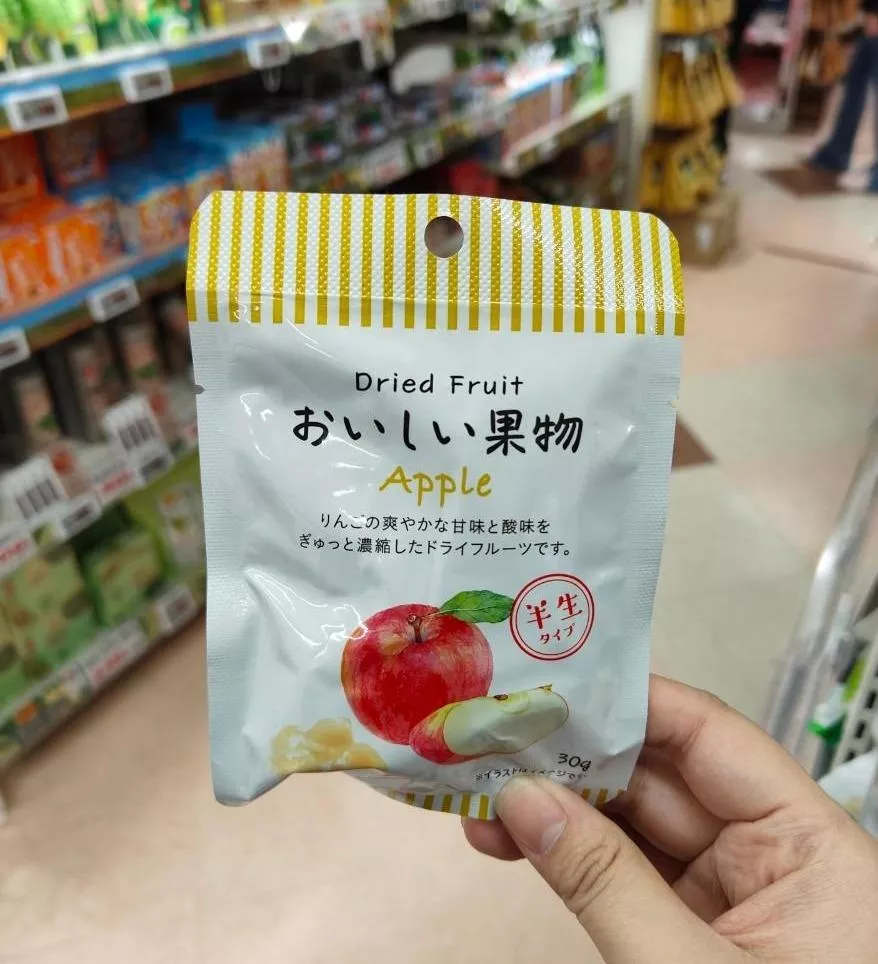 Dried Fruit
おいしい果物
Apple
りんごの爽やかな甘味と酸味を
ぎゅっと濃縮したドライフルーツです。
半生
タイプ
30g
※イラストはイメージです